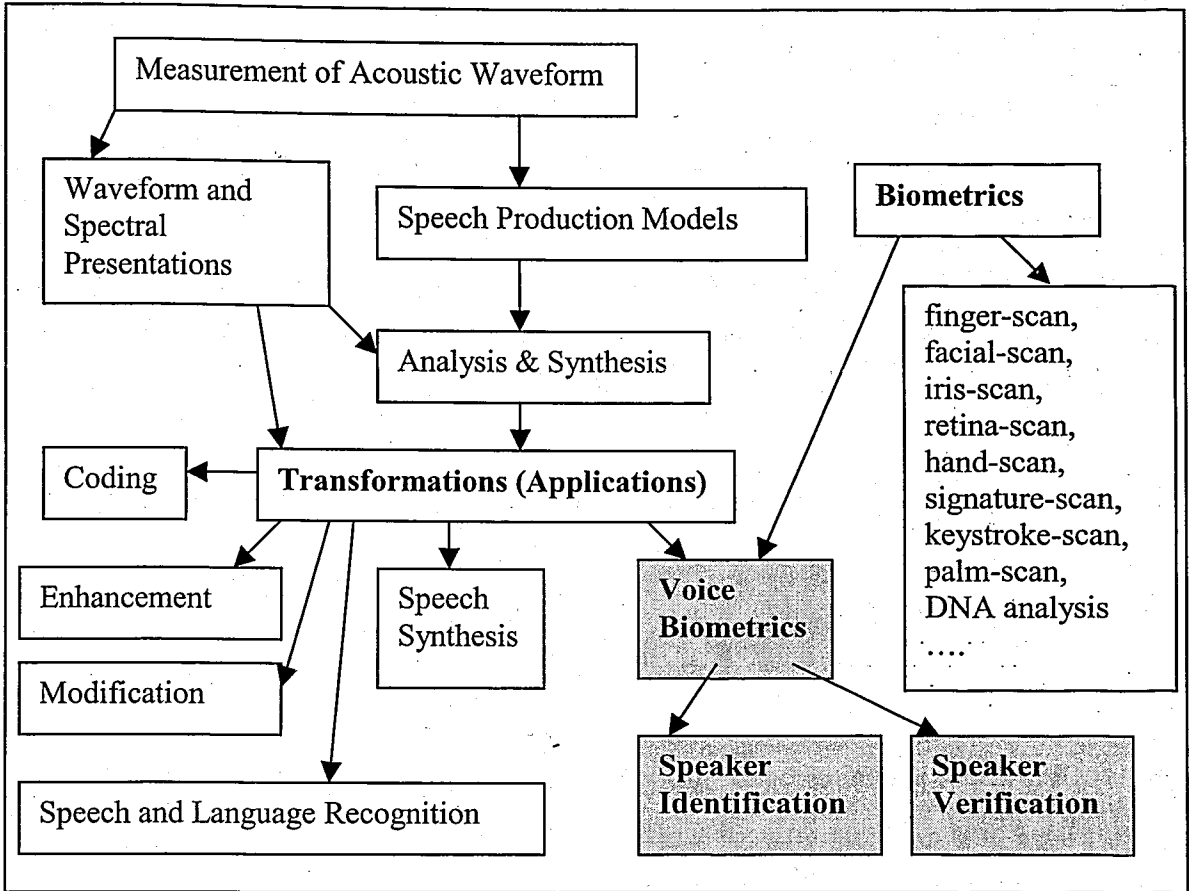 Measurement of Acoustic Waveform
Waveform and
Spectral
Presentations
Speech Production Models
Biometrics
finger-scan,
facial-scan,
iris-scan,
retina-scan,
hand-scan,
signature-scan,
keystroke-scan,
palm-scan,
DNA analysis
....
Analysis & Synthesis
Coding
Transformations (Applications)
Enhancement
Speech
Synthesis
Voice
Biometrics
Modification
Speech and Language Recognition
Speaker
Identification
Speaker
Verification